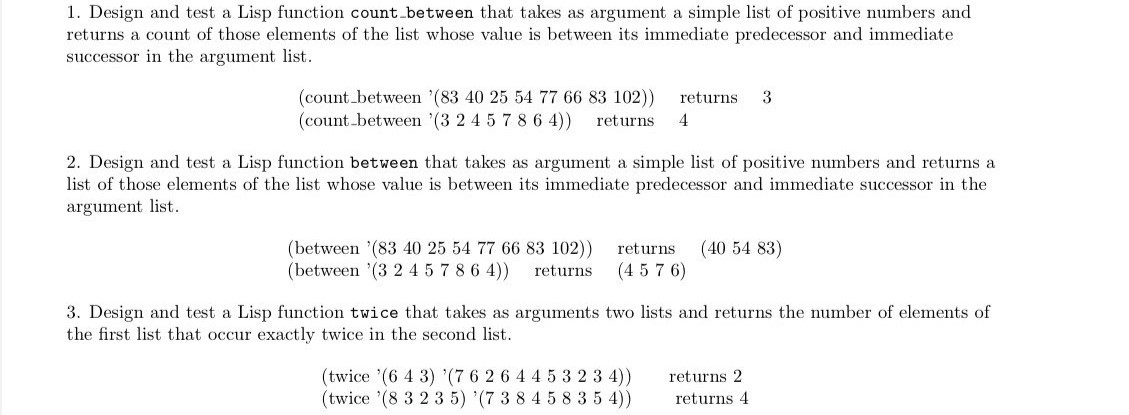 1. Design and test a Lisp function count_between that takes as argument a simple list of positive numbers and
returns a count of those elements of the list whose value is between its immediate predecessor and immediate
successor in the argument list.
(count_between '(83 40 25 54 77 66 83 102)) returns 3
(count_between '(3 2 4 5 7 8 6 4)) returns 4
2. Design and test a Lisp function between that takes as argument a simple list of positive numbers and returns a
list of those elements of the list whose value is between its immediate predecessor and immediate successor in the
argument list.
(between '(83 40 25 54 77 66 83 102)) returns (40 54 83)
(between '(3 2 4 5 7 8 6 4)) returns (4 5 7 6)
3. Design and test a Lisp function twice that takes as arguments two lists and returns the number of elements of
the first list that occur exactly twice in the second list.
(twice '(6 4 3) '(7 6 2 6 4 4 5 3 2 3 4)) returns 2
(twice '(8 3 2 3 5) '(7 3 8 4 5 8 3 5 4)) returns 4